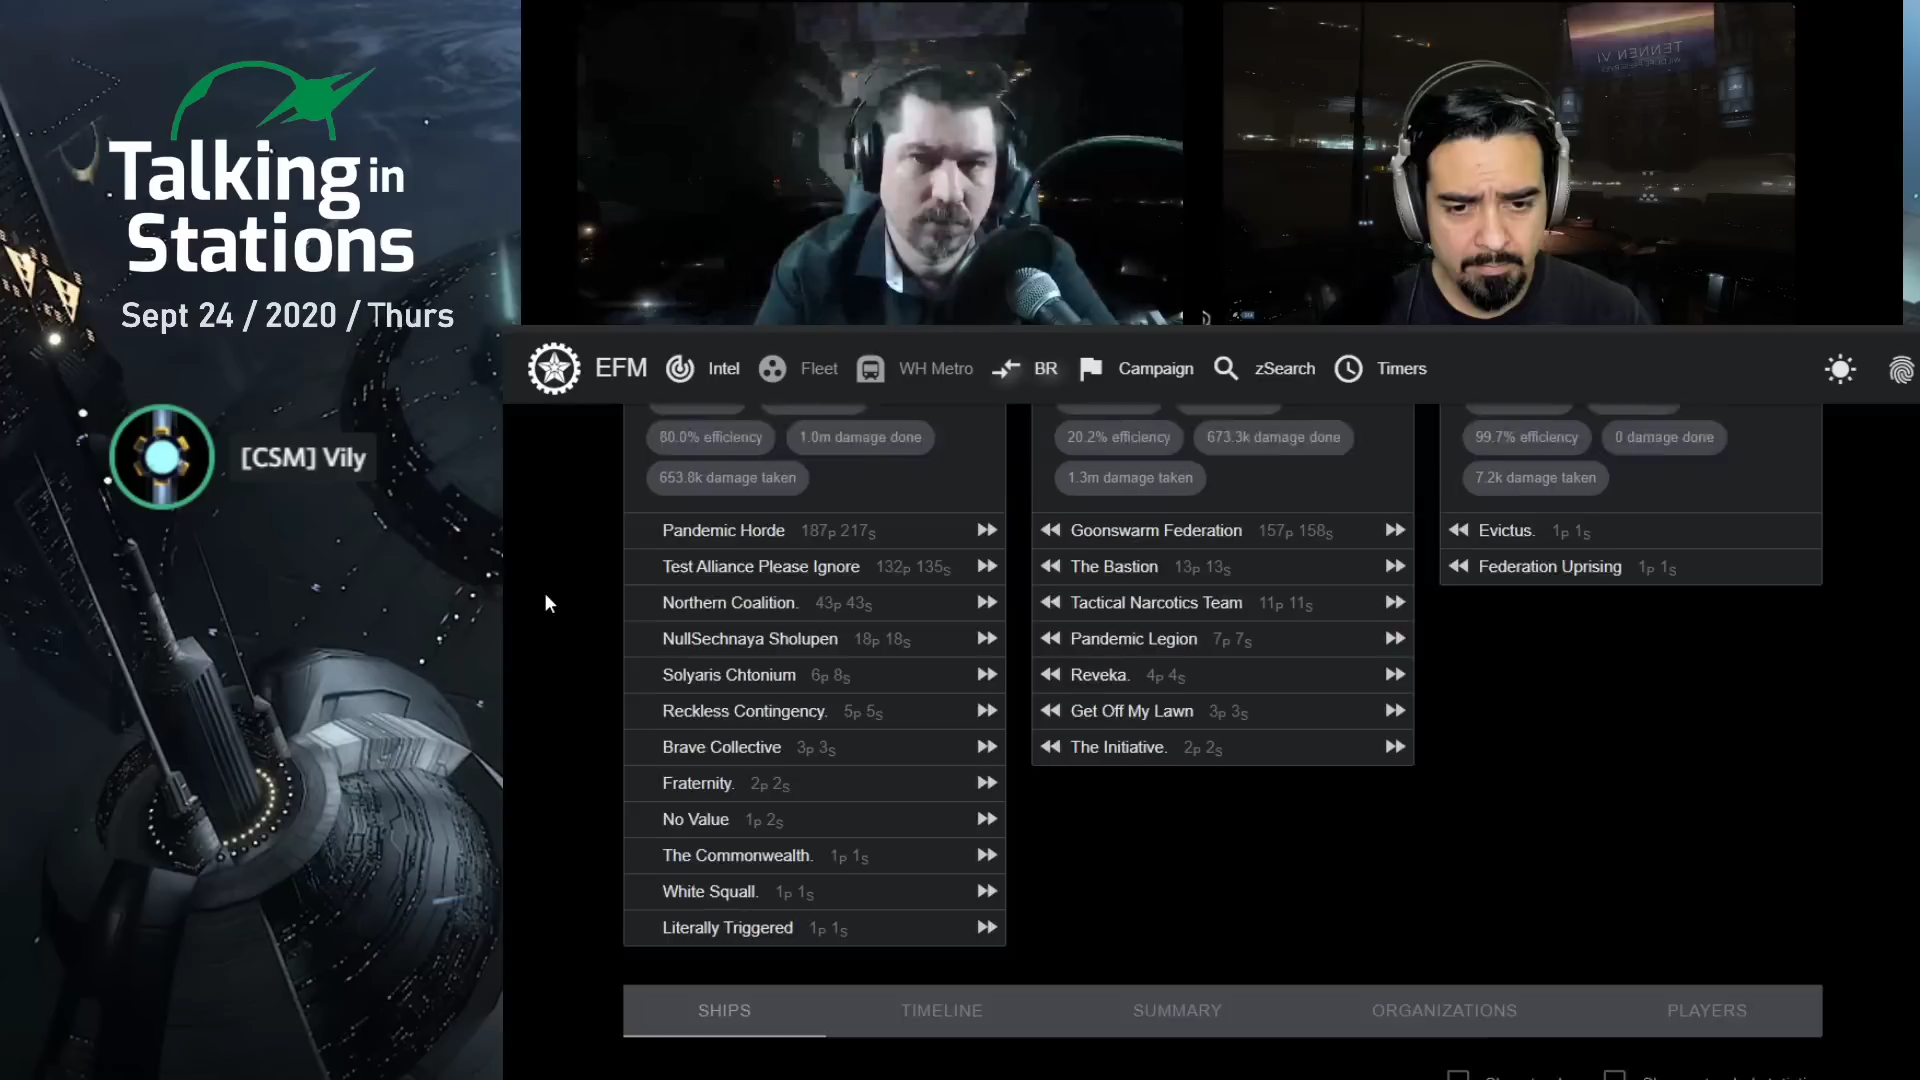 Talking in
Stations
Sept 24 / 2020 / Thurs
[CSM] Vily
TENNEN VI
EFM Intel Fleet WH Metro BR Campaign zSearch Timers
80.0% efficiency 1.0m damage done
653.8k damage taken
Pandemic Horde 187p 217s
Test Alliance Please Ignore 132p 135s
Northern Coalition. 43p 43s
NullSechnaya Sholupen 18p 18s
Solyaris Chtonium 6p 8s
Reckless Contingency. 5p 5s
Brave Collective 3p 3s
Fraternity. 2p 2s
No Value 1p 2s
The Commonwealth. 1p 1s
White Squall. 1p 1s
Literally Triggered 1p 1s
20.2% efficiency 673.3k damage done
1.3m damage taken
Goonswarm Federation 157p 158s
The Bastion 13p 13s
Tactical Narcotics Team 11p 11s
Pandemic Legion 7p 7s
Reveka. 4p 4s
Get Off My Lawn 3p 3s
The Initiative. 2p 2s
99.7% efficiency 0 damage done
7.2k damage taken
Evictus. 1p 1s
Federation Uprising 1p 1s
SHIPS TIMELINE SUMMARY ORGANIZATIONS PLAYERS